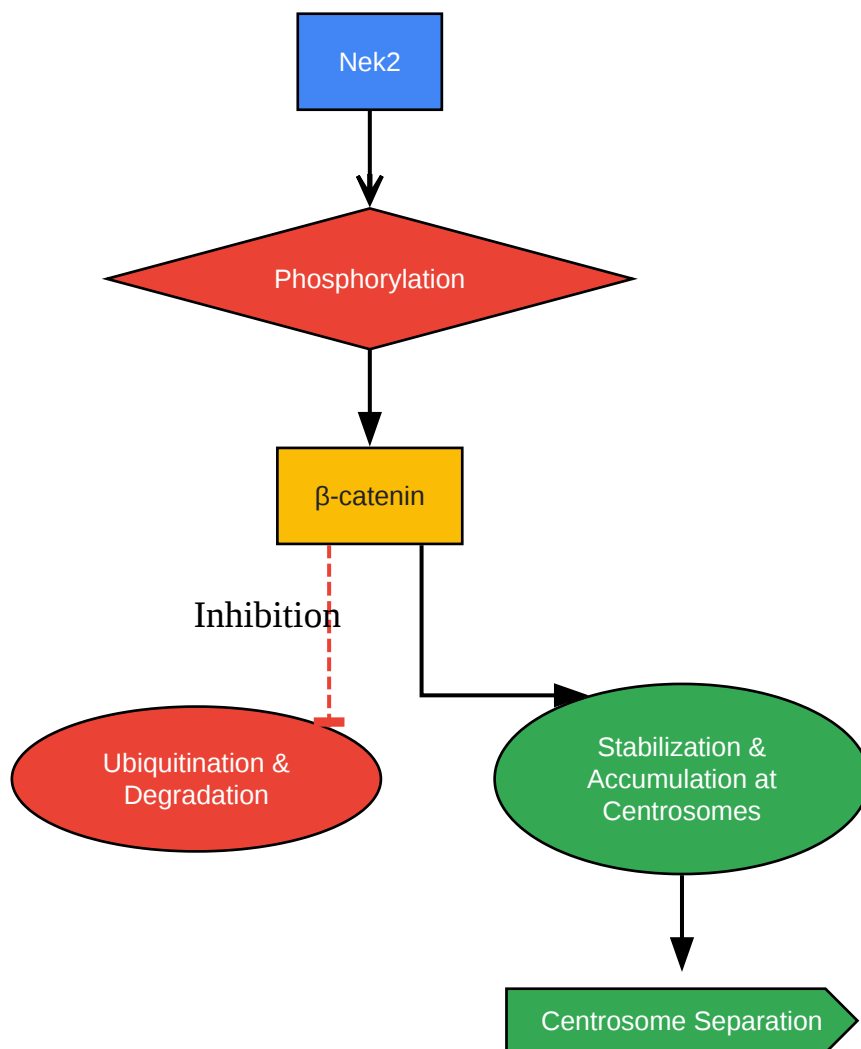 Nek2
Phosphorylation
β-catenin
Inhibition
Ubiquitination &
Degradation
Stabilization &
Accumulation at
Centrosomes
Centrosome Separation